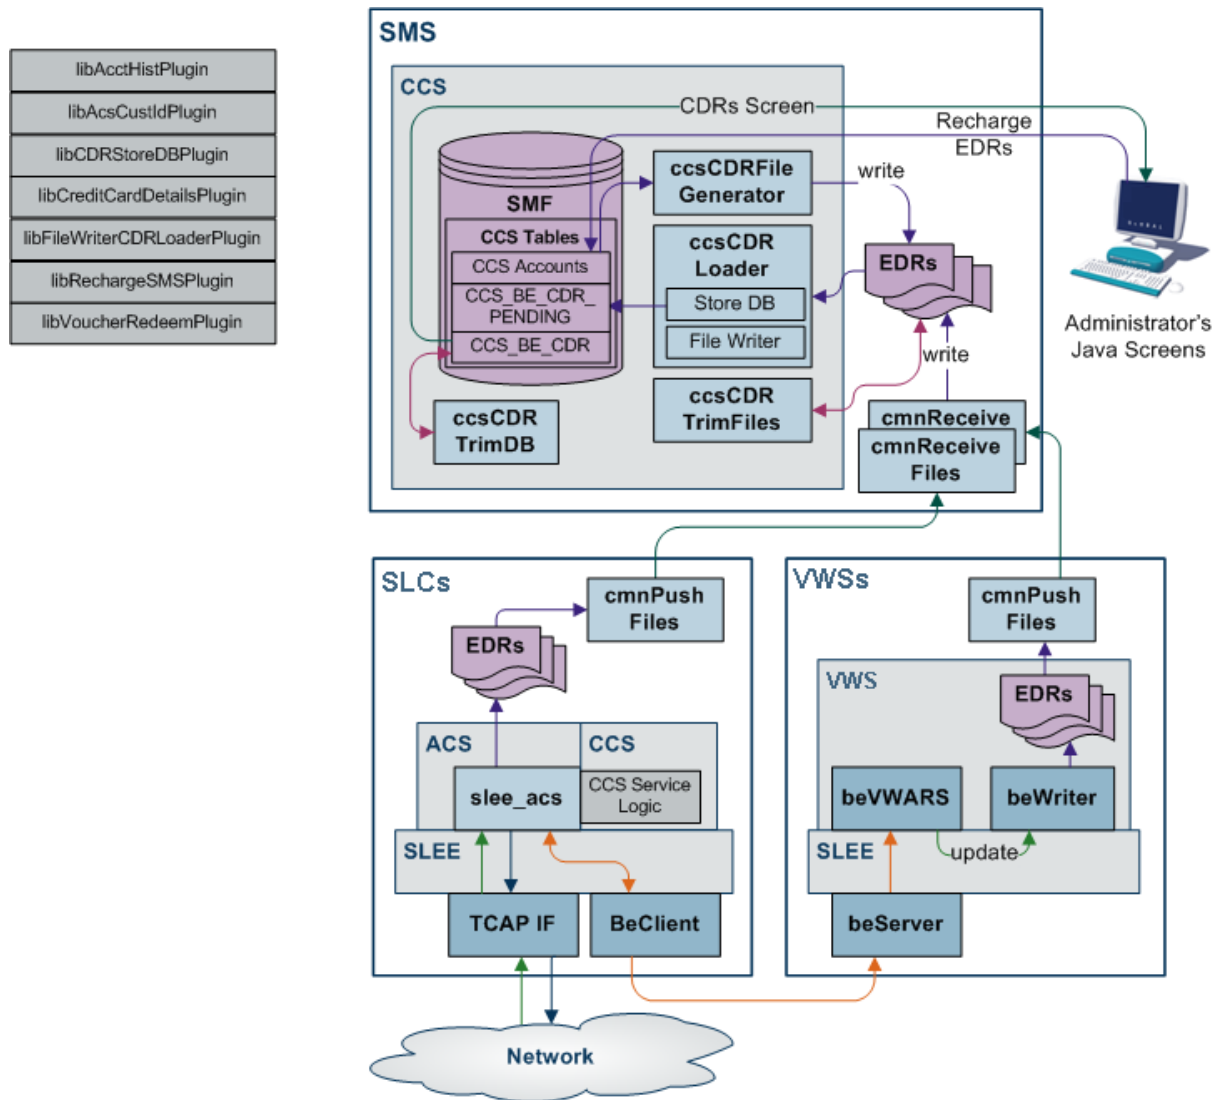 libAcctHistPlugin
libAcsCustIdPlugin
libCDRStoreDBPlugin
libCreditCardDetailsPlugin
libFileWriterCDRLoaderPlugin
libRechargeSMSPlugin
libVoucherRedeemPlugin
SMS
CCS
CDRs Screen
Recharge
EDRs
SMF
CCS Tables
CCS Accounts
CCS_BE_CDR_
PENDING
CCS_BE_CDR
ccsCDRFile
Generator
write
ccsCDR
Loader
Store DB
File Writer
EDRs
write
ccsCDR
TrimFiles
ccsCDR
TrimDB
cmnReceive
cmnReceive
Files
GLOBAL
Administrator's
Java Screens
SLCs
cmnPush
Files
EDRs
ACS
CCS
slee_acs
CCS Service
Logic
SLEE
TCAP IF
BeClient
VWSs
cmnPush
Files
VWS
EDRs
beVWARS
beWriter
SLEE
update
beServer
Network